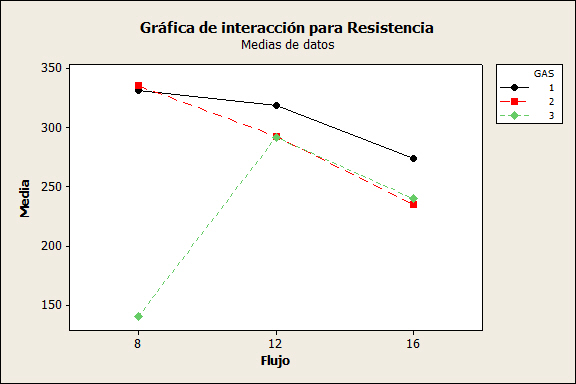 Gráfica de interacción para Resistencia
Medias de datos
350
300
250
200
150
Media
8
12
16
Flujo
GAS
1
2
3